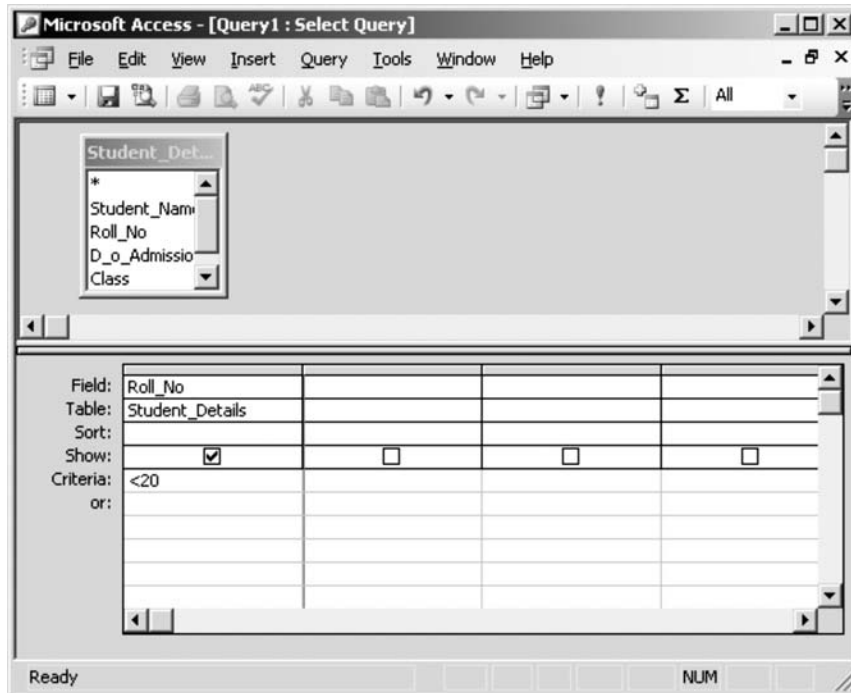 Microsoft Access - [Query1 : Select Query]
File Edit View Insert Query Tools Window Help
ABC Σ All
Student_Det...
*
Student_Nam
Roll_No
D_o_Admissio
Class
Field: Roll_No
Table: Student_Details
Sort:
Show:
Criteria: <20
or:
Ready NUM